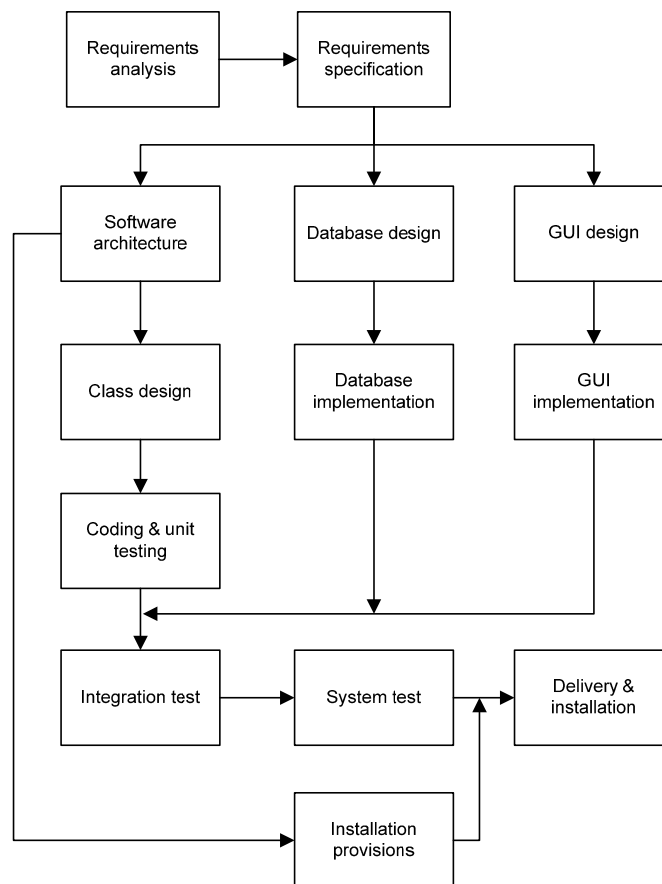 Requirements
analysis
Requirements
specification
Software
architecture
Database design
GUI design
Class design
Database
implementation
GUI
implementation
Coding & unit
testing
Integration test
System test
Delivery &
installation
Installation
provisions